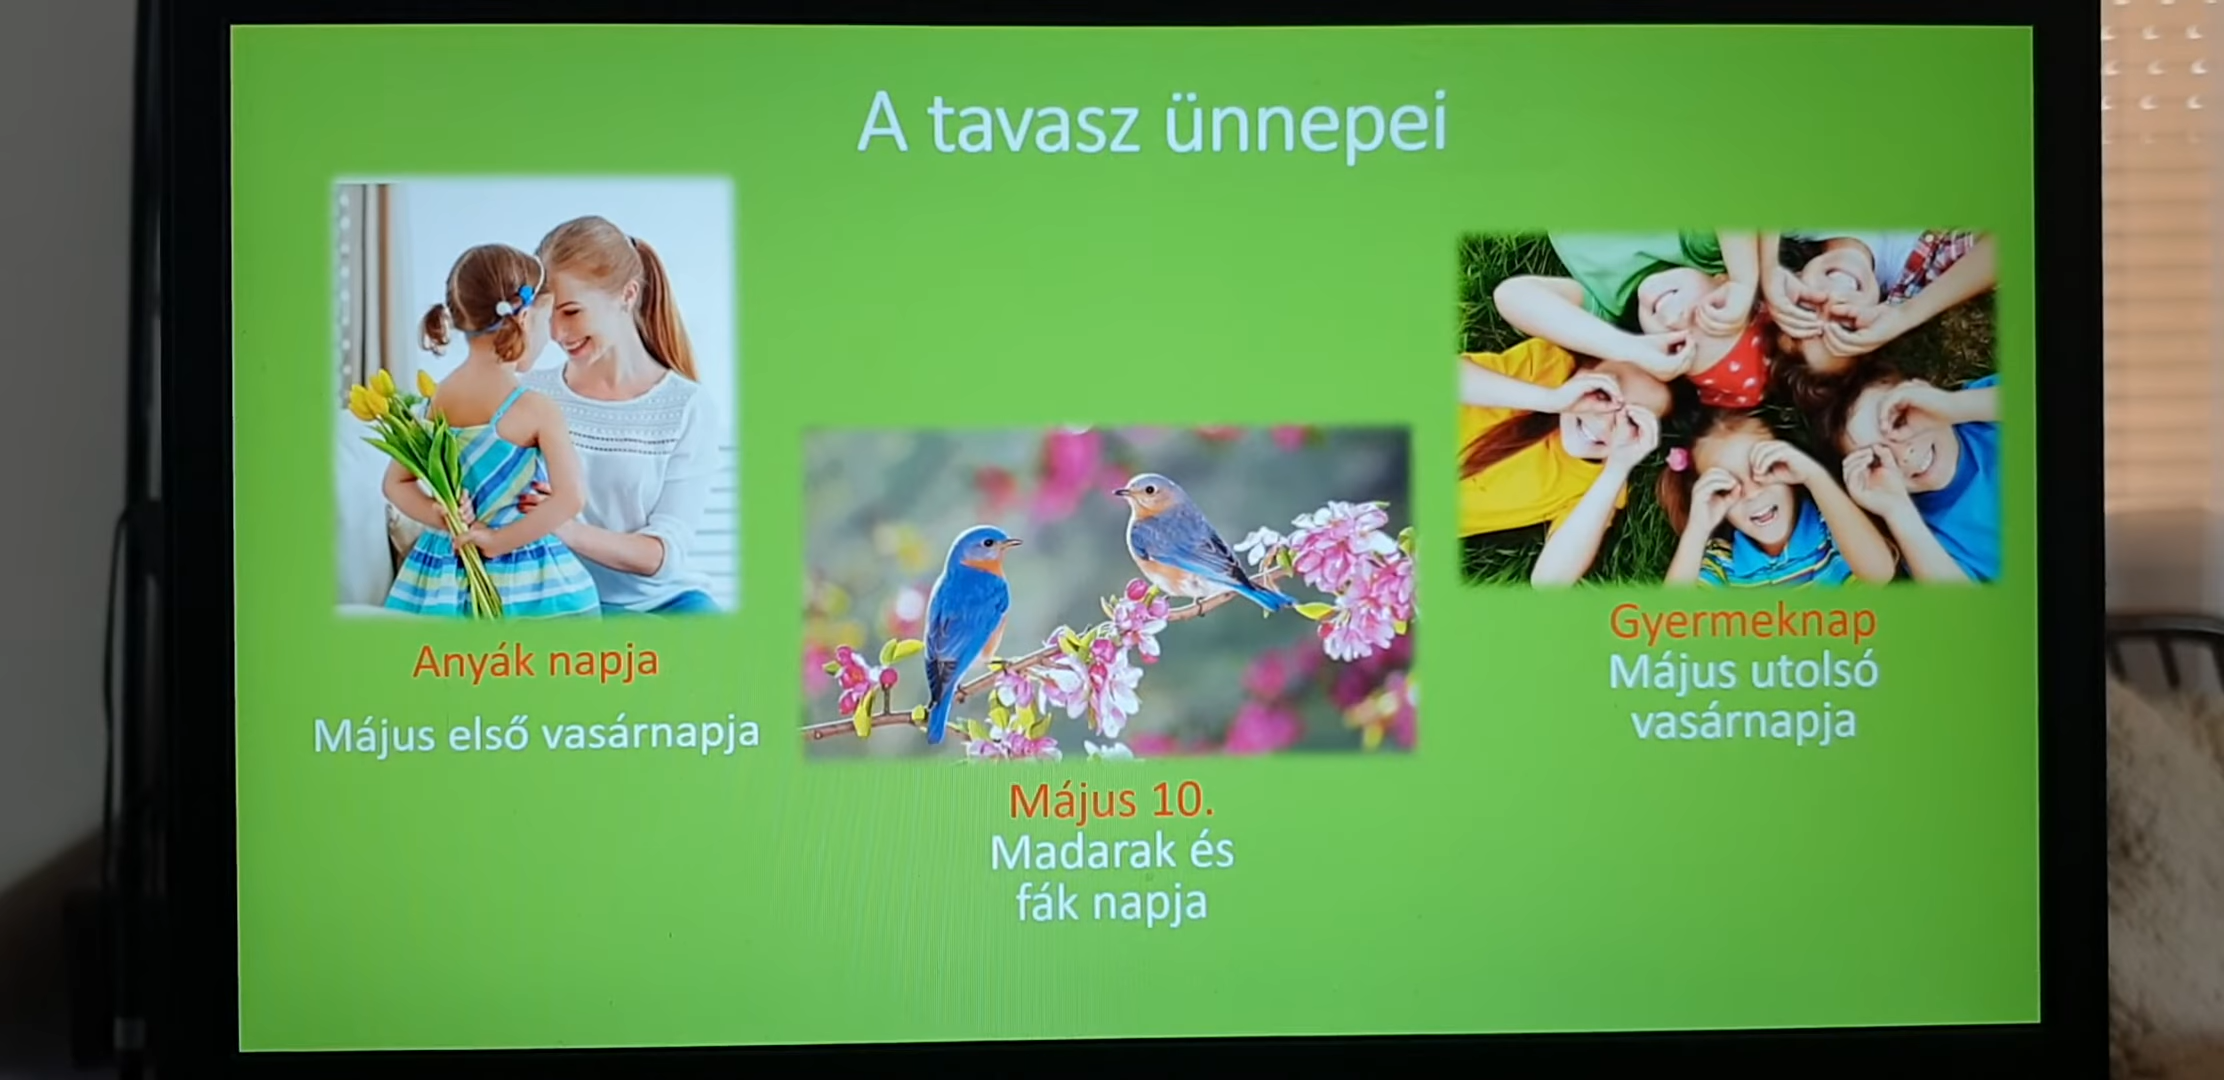 A tavasz ünnepei
Anyák napja
Május első vasárnapja
Május 10.
Madarak és
fák napja
Gyermeknap
Május utolsó
vasárnapja